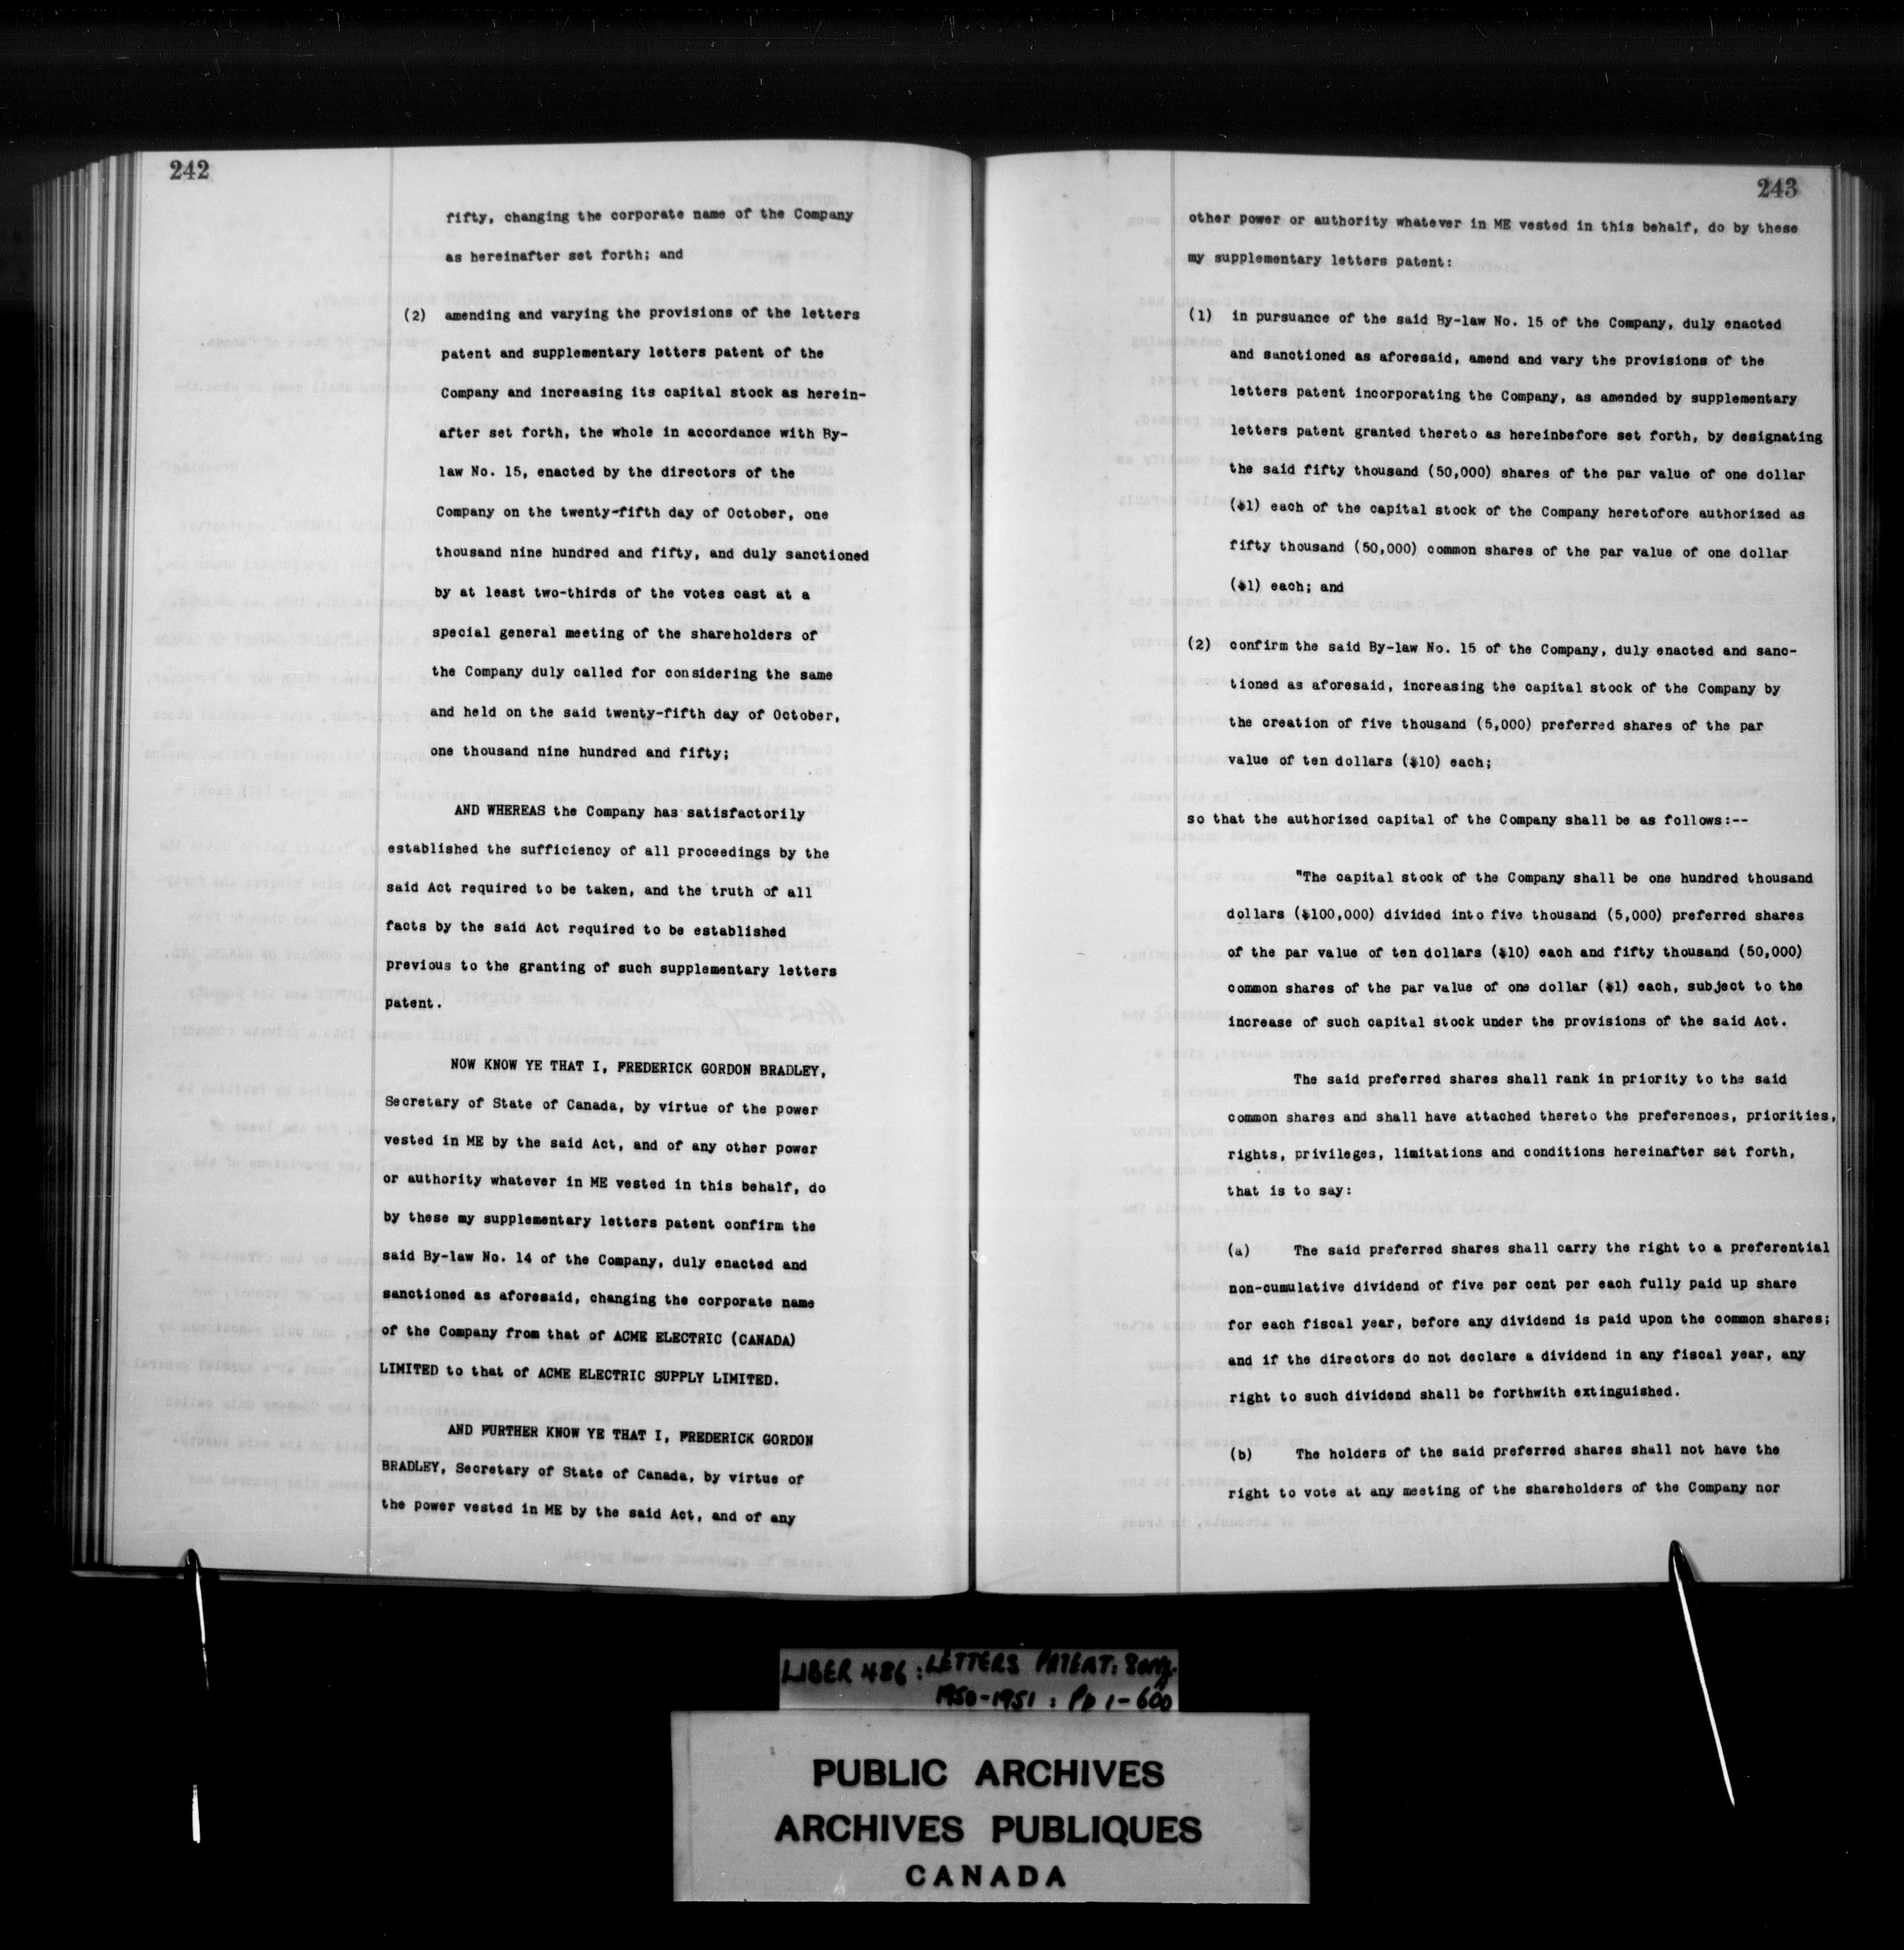 242
fifty, changing the corporate name of the Company
as hereinafter set forth; and
(2) amending and varying the provisions of the letters
patent and supplementary letters patent of the
Company and increasing its capital stock as herein-
after set forth, the whole in accordance with By-
law No. 15, enacted by the directors of the
Company on the twenty-fifth day of October, one
thousand nine hundred and fifty, and duly sanctioned
by at least two-thirds of the votes cast at a
special general meeting of the shareholders of
the Company duly called for considering the same
and held on the said twenty-fifth day of October,
one thousand nine hundred and fifty;
AND WHEREAS the Company has satisfactorily
established the sufficiency of all proceedings by the
said Act required to be taken, and the truth of all
facts by the said Act required to be established
previous to the granting of such supplementary letters
patent.
NOW KNOW YE THAT I, FREDERICK GORDON BRADLEY,
Secretary of State of Canada, by virtue of the power
vested in ME by the said Act, and of any other power
or authority whatever in ME vested in this behalf, do
by these my supplementary letters patent confirm the
said By-law No. 14 of the Company, duly enacted and
sanctioned as aforesaid, changing the corporate name
of the Company from that of ACME ELECTRIC (CANADA)
LIMITED to that of ACME ELECTRIC SUPPLY LIMITED.
AND FURTHER KNOW YE THAT I, FREDERICK GORDON
BRADLEY, Secretary of State of Canada, by virtue of
the power vested in ME by the said Act, and of any
243
other power or authority whatever in ME vested in this behalf, do by these
my supplementary letters patent:
(1) in pursuance of the said By-law No. 15 of the Company, duly enacted
and sanctioned as aforesaid, amend and vary the provisions of the
letters patent incorporating the Company, as amended by supplementary
letters patent granted thereto as hereinbefore set forth, by designating
the said fifty thousand (50,000) shares of the par value of one dollar
($1) each of the capital stock of the Company heretofore authorized as
fifty thousand (50,000) common shares of the par value of one dollar
($1) each; and
(2) confirm the said By-law No. 15 of the Company, duly enacted and sanc-
tioned as aforesaid, increasing the capital stock of the Company by
the creation of five thousand (5,000) preferred shares of the par
value of ten dollars ($10) each;
so that the authorized capital of the Company shall be as follows:--
"The capital stock of the Company shall be one hundred thousand
dollars ($100,000) divided into five thousand (5,000) preferred shares
of the par value of ten dollars ($10) each and fifty thousand (50,000)
common shares of the par value of one dollar ($1) each, subject to the
increase of such capital stock under the provisions of the said Act.
The said preferred shares shall rank in priority to the said
common shares and shall have attached thereto the preferences, priorities,
rights, privileges, limitations and conditions hereinafter set forth,
that is to say:
(a) The said preferred shares shall carry the right to a preferential
non-cumulative dividend of five per cent per each fully paid up share
for each fiscal year, before any dividend is paid upon the common shares;
and if the directors do not declare a dividend in any fiscal year, any
right to such dividend shall be forthwith extinguished.
(b) The holders of the said preferred shares shall not have the
right to vote at any meeting of the shareholders of the Company nor
LIBER 486: LETTERS PATENT:
1950-1951: Pp 1-600
PUBLIC ARCHIVES
ARCHIVES PUBLIQUES
CANADA